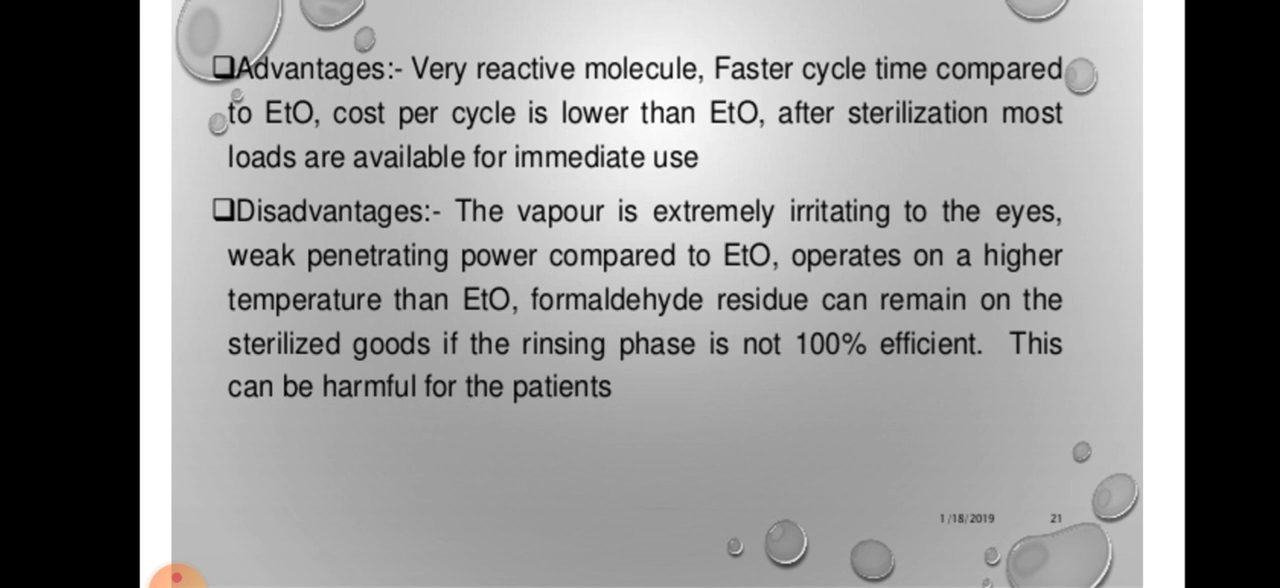 ❑Advantages:- Very reactive molecule, Faster cycle time compared
to EtO, cost per cycle is lower than EtO, after sterilization most
loads are available for immediate use
❑Disadvantages:- The vapour is extremely irritating to the eyes,
weak penetrating power compared to EtO, operates on a higher
temperature than EtO, formaldehyde residue can remain on the
sterilized goods if the rinsing phase is not 100% efficient. This
can be harmful for the patients
1/18/2019 21